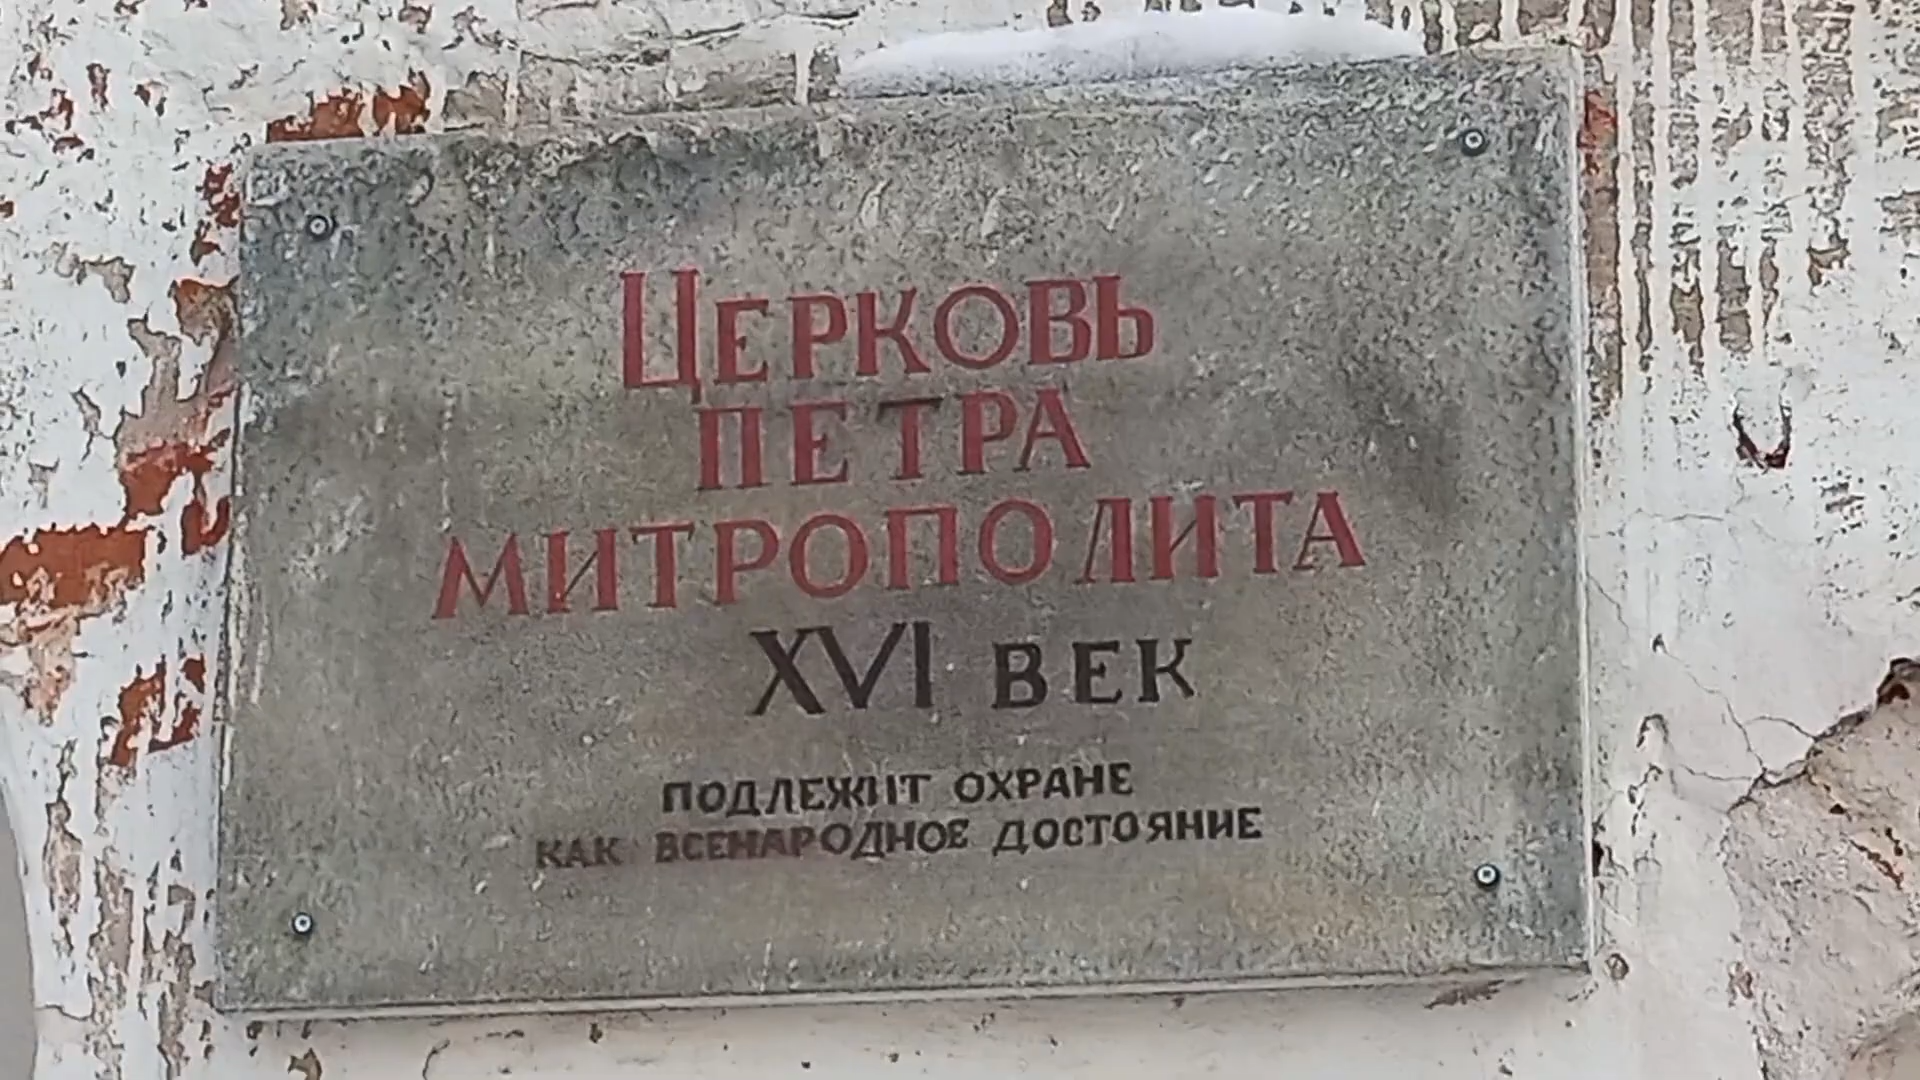 Церковь
Петра
митрополита
XVI век
подлежит охране
как всенародное достояние